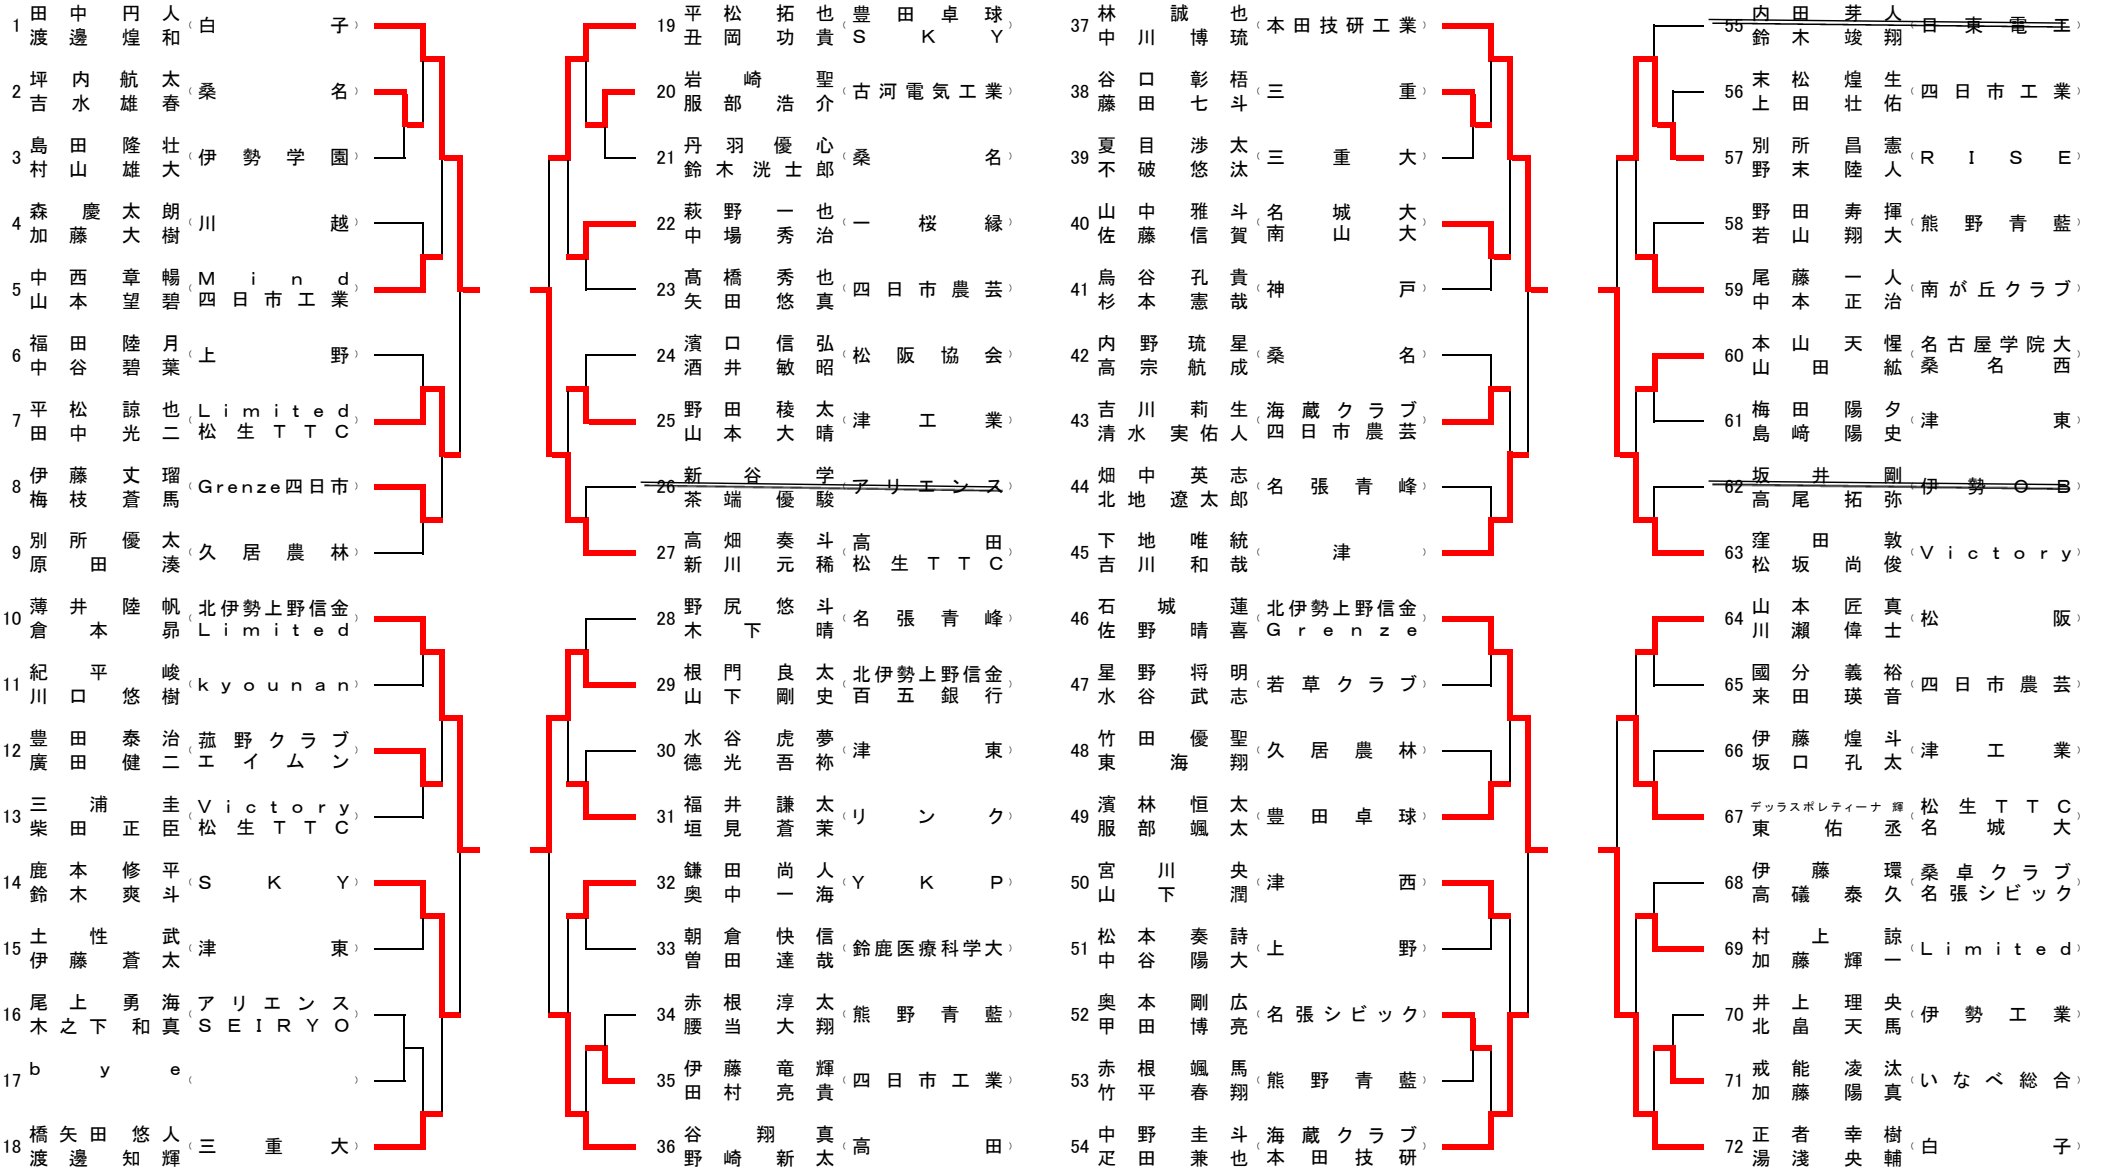 1 田中円人 渡邊煌和 (白子)
2 坪内航太 吉水雄春 (桑名)
3 島田隆壮 村山雄大 (伊勢学園)
4 森慶太朗 加藤大樹 (川越)
5 中西章暢 山本望碧 (Mind 四日市工業)
6 福田陸月 中谷碧葉 (上野)
7 平松諒也 田中光二 (Limited 松生TTC)
8 伊藤丈瑠 梅枝蒼馬 (Grenze四日市)
9 別所優太 原田湊 (久居農林)
10 薄井陸帆 倉本昴 (北伊勢上野信金 Limited)
11 紀平峻 川口悠樹 (kyounan)
12 豊田泰治 廣田健二 (菰野クラブ エイムン)
13 三浦圭 柴田正臣 (Victory 松生TTC)
14 鹿本修平 鈴木爽斗 (SKY)
15 土性武 伊藤蒼太 (津東)
16 尾上勇海 木之下和真 (アリエンス SEIRYO)
17 bye ( )
18 橋矢田悠人 渡邊知輝 (三重大)
19 平松拓也 丑岡功貴 (豊田卓球 SKY)
20 岩崎聖 服部浩介 (古河電気工業)
21 丹羽優心 鈴木洸士郎 (桑名)
22 萩野一也 中場秀治 (一桜縁)
23 髙橋秀也 矢田悠真 (四日市農芸)
24 濱口信弘 酒井敏昭 (松阪協会)
25 野田稜太 山本大晴 (津工業)
26 新谷学 茶端優駿 (アリエンス)
27 高畑奏斗 新川元稀 (高田 松生TTC)
28 野尻悠斗 木下晴 (名張青峰)
29 根門良太 山下剛史 (北伊勢上野信金 百五銀行)
30 水谷虎夢 德光吾祢 (津東)
31 福井謙太 垣見蒼茉 (リンク)
32 鎌田尚人 奥中一海 (YKP)
33 朝倉快信 曽田達哉 (鈴鹿医療科学大)
34 赤根淳太 腰当大翔 (熊野青藍)
35 伊藤竜輝 田村亮貴 (四日市工業)
36 谷翔真 野崎新太 (高田)
37 林誠也 中川博琉 (本田技研工業)
38 谷口彰梧 藤田七斗 (三重)
39 夏目渉太 不破悠汰 (三重大)
40 山中雅斗 佐藤信賀 (名城大 南山大)
41 烏谷孔貴 杉本憲哉 (神戸)
42 内野琉星 高宗航成 (桑名)
43 吉川莉生 清水実佑人 (海蔵クラブ 四日市農芸)
44 畑中英志 北地遼太郎 (名張青峰)
45 下地唯統 吉川和哉 (津)
46 石城蓮 佐野晴喜 (北伊勢上野信金 Grenze)
47 星野将明 水谷武志 (若草クラブ)
48 竹田優聖 東海翔 (久居農林)
49 濱林恒太 服部颯太 (豊田卓球)
50 宮川央 山下潤 (津西)
51 松本奏詩 中谷陽大 (上野)
52 奥本剛広 甲田博亮 (名張シビック)
53 赤根颯馬 竹平春翔 (熊野青藍)
54 中野圭斗 疋田兼也 (海蔵クラブ 本田技研)
55 内田芽人 鈴木竣翔 (日東電工)
56 末松煌生 上田壮佑 (四日市工業)
57 別所昌憲 野末陸人 (RISE)
58 野田寿揮 若山翔大 (熊野青藍)
59 尾藤一人 中本正治 (南が丘クラブ)
60 本山天惺 山田紘 (名古屋学院大 桑名西)
61 梅田陽夕 島﨑陽史 (津東)
62 坂井剛 高尾拓弥 (伊勢OB)
63 窪田敦 松坂尚俊 (Victory)
64 山本匠真 川瀬偉士 (松阪)
65 國分義裕 来田瑛音 (四日市農芸)
66 伊藤煌斗 坂口孔太 (津工業)
67 デッラスポレティーナ輝 東佑丞 (松生TTC 名城大)
68 伊藤環 高礒泰久 (桑卓クラブ 名張シビック)
69 村上諒 加藤輝一 (Limited)
70 井上理央 北畠天馬 (伊勢工業)
71 戒能凌汰 加藤陽真 (いなべ総合)
72 正者幸樹 湯淺央輔 (白子)